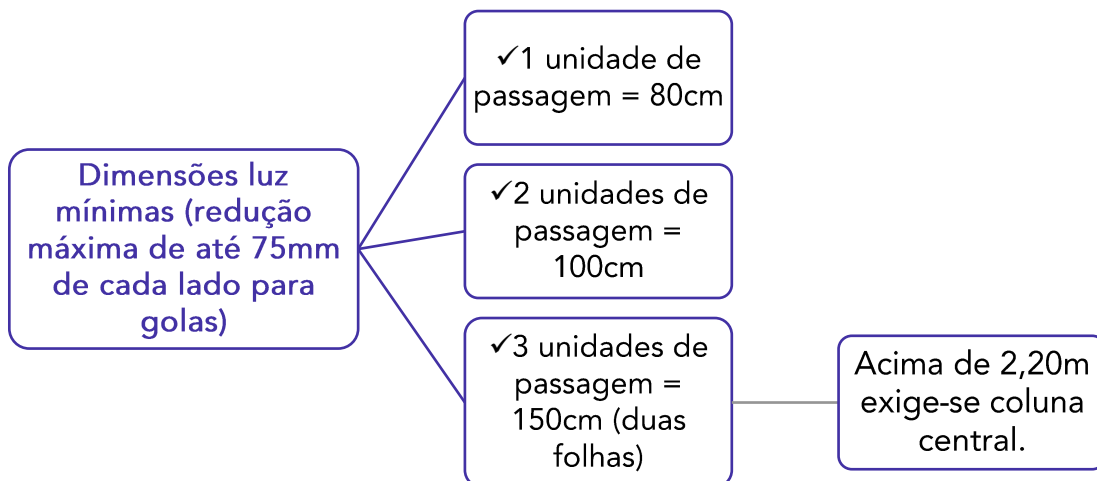 Dimensões luz
mínimas (redução
máxima de até 75mm
de cada lado para
golas)
✓1 unidade de
passagem = 80cm
✓2 unidades de
passagem =
100cm
✓3 unidades de
passagem =
150cm (duas
folhas)
Acima de 2,20m
exige-se coluna
central.